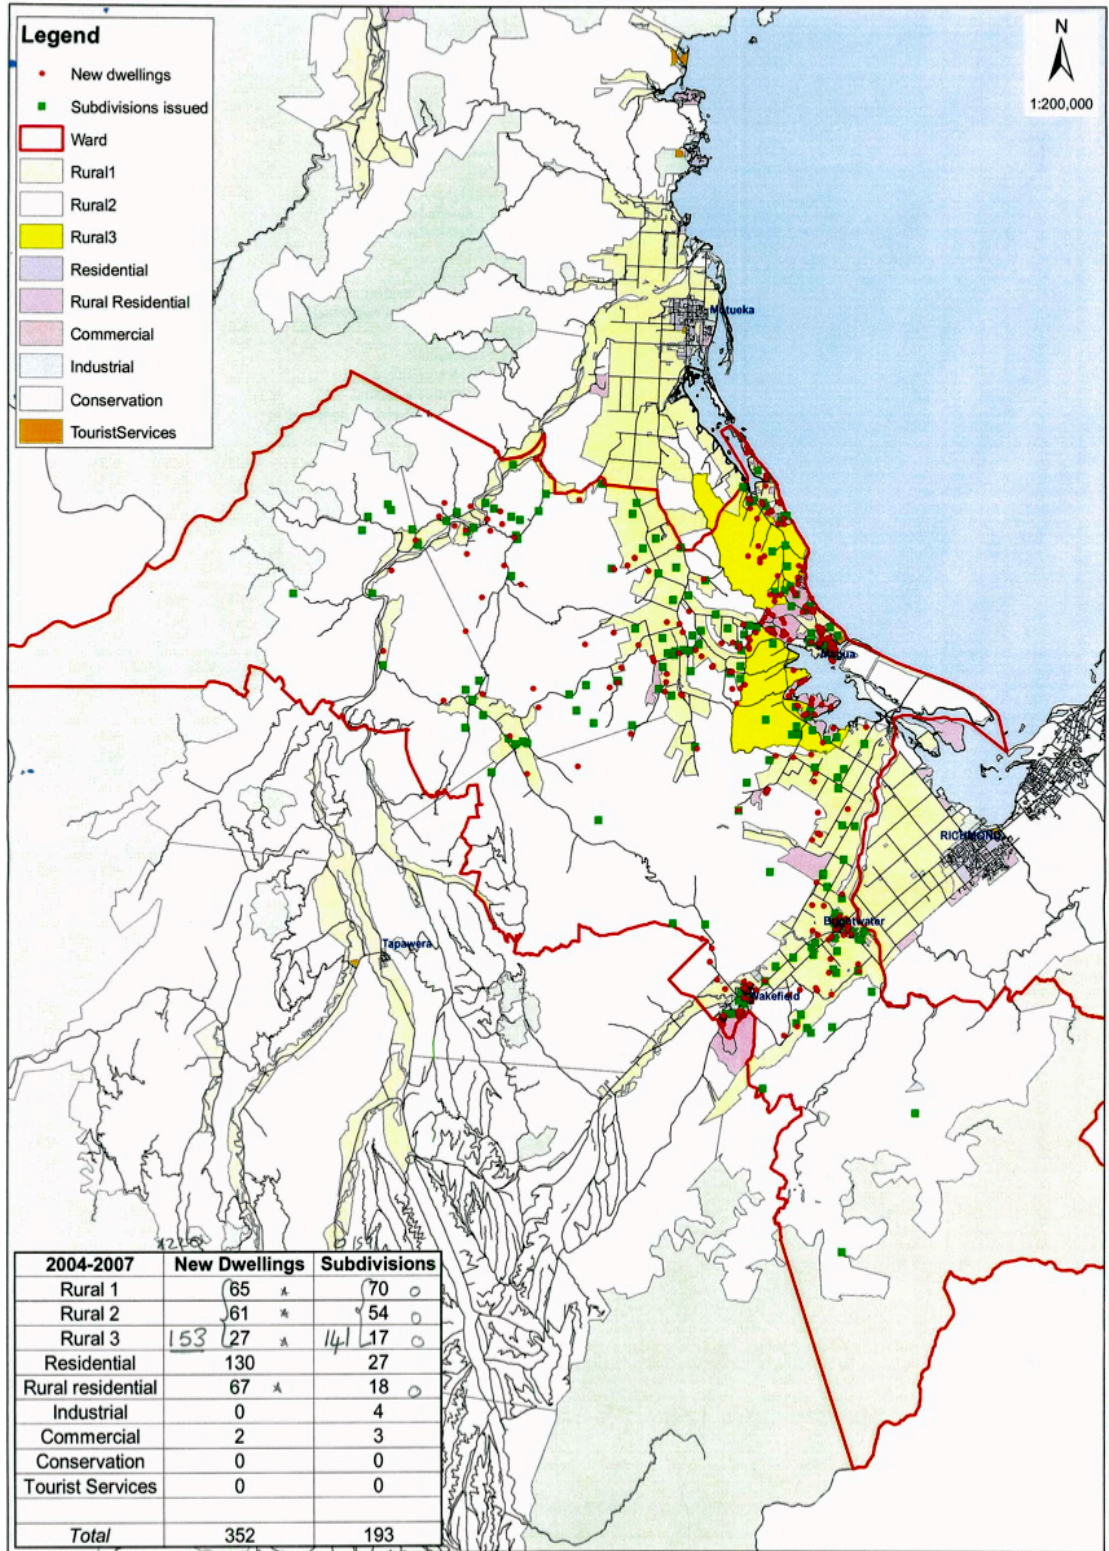 Legend
New dwellings
Subdivisions issued
Ward
Rural1
Rural2
Rural3
Residential
Rural Residential
Commercial
Industrial
Conservation
TouristServices
N
1:200,000
Motueka
RICHMOND
Brightwater
Tapawera
Wakefield
2004-2007 New Dwellings Subdivisions
Rural 1 65 70
Rural 2 61 54
Rural 3 153 27 141 17
Residential 130 27
Rural residential 67 18
Industrial 0 4
Commercial 2 3
Conservation 0 0
Tourist Services 0 0
Total 352 193